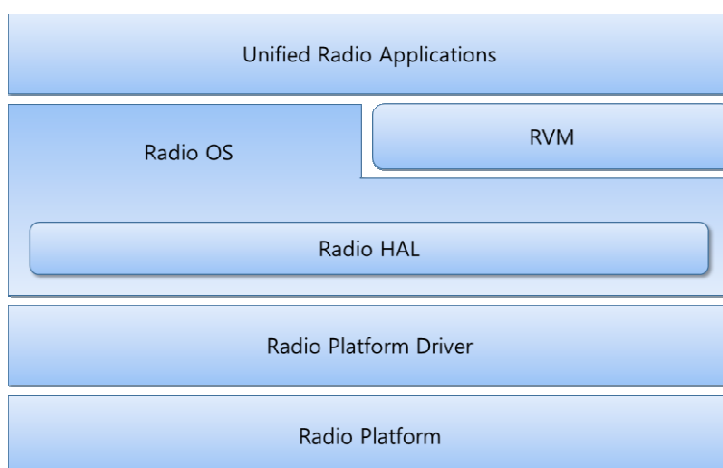 Unified Radio Applications
Radio OS
RVM
Radio HAL
Radio Platform Driver
Radio Platform